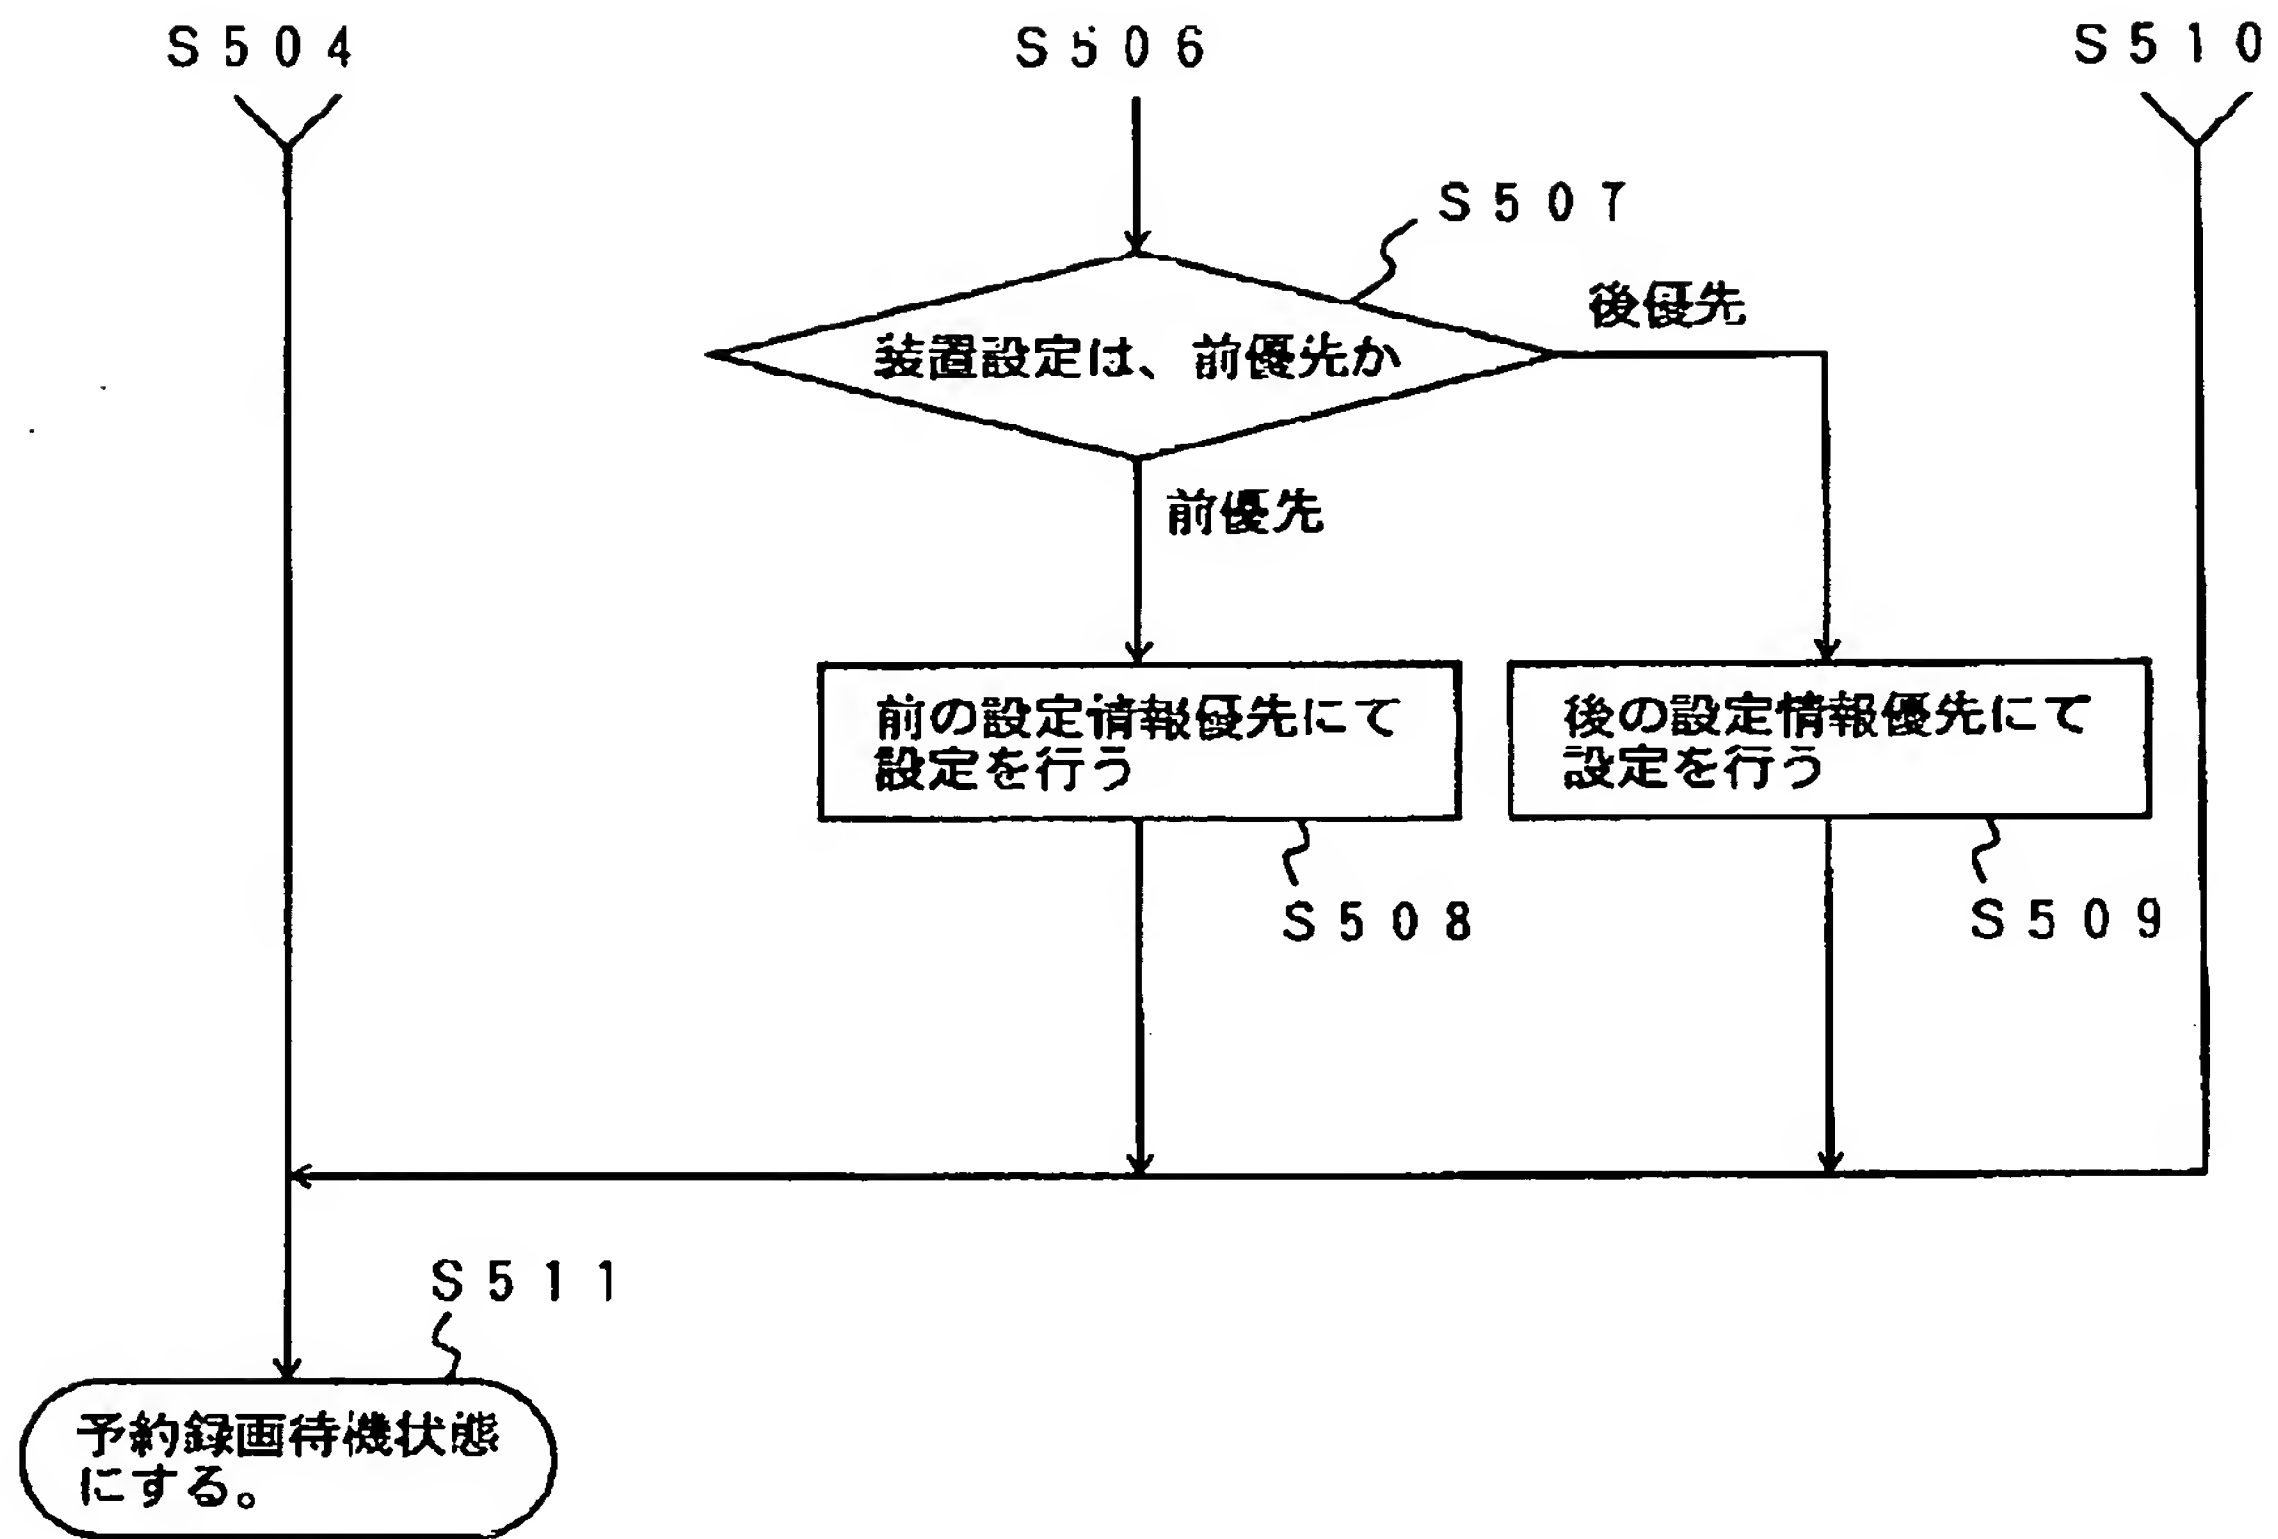 S504
S506
S510
S507
後優先
装置設定は、前優先か
前優先
前の設定情報優先にて
設定を行う
後の設定情報優先にて
設定を行う
S508
S509
S511
予約録画待機状態
にする。